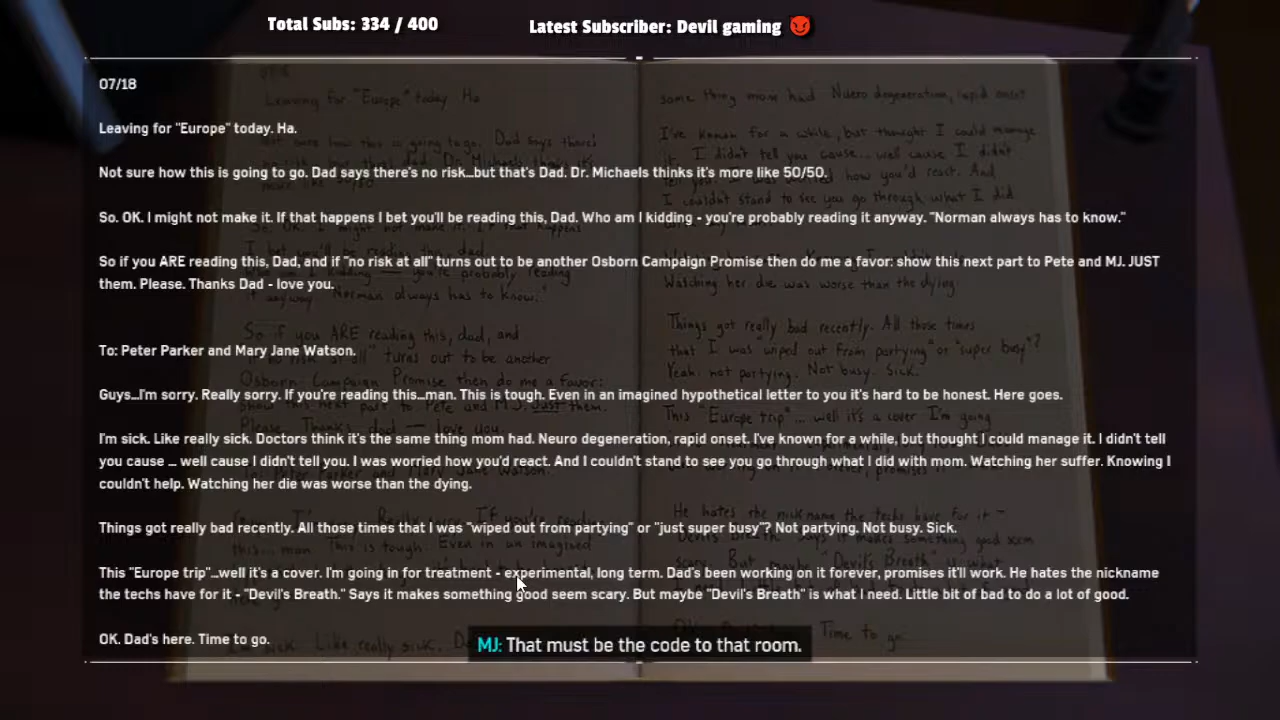 Total Subs: 334 / 400
Latest Subscriber: Devil gaming 😈
07/18
Leaving for "Europe" today. Ha.
Not sure how this is going to go. Dad says there's no risk...but that's Dad. Dr. Michaels thinks it's more like 50/50.
So. OK. I might not make it. If that happens I bet you'll be reading this, Dad. Who am I kidding - you're probably reading it anyway. "Norman always has to know."
So if you ARE reading this, Dad, and if "no risk at all" turns out to be another Osborn Campaign Promise then do me a favor: show this next part to Pete and MJ. JUST
them. Please. Thanks Dad - love you.
To: Peter Parker and Mary Jane Watson.
Guys...I'm sorry. Really sorry. If you're reading this...man. This is tough. Even in an imagined hypothetical letter to you it's hard to be honest. Here goes.
I'm sick. Like really sick. Doctors think it's the same thing mom had. Neuro degeneration, rapid onset. I've known for a while, but thought I could manage it. I didn't tell
you cause ... well cause I didn't tell you. I was worried how you'd react. And I couldn't stand to see you go through what I did with mom. Watching her suffer. Knowing I
couldn't help. Watching her die was worse than the dying.
Things got really bad recently. All those times that I was "wiped out from partying" or "just super busy"? Not partying. Not busy. Sick.
This "Europe trip"...well it's a cover. I'm going in for treatment - experimental, long term. Dad's been working on it forever, promises it'll work. He hates the nickname
the techs have for it - "Devil's Breath." Says it makes something good seem scary. But maybe "Devil's Breath" is what I need. Little bit of bad to do a lot of good.
OK. Dad's here. Time to go.
MJ: That must be the code to that room.